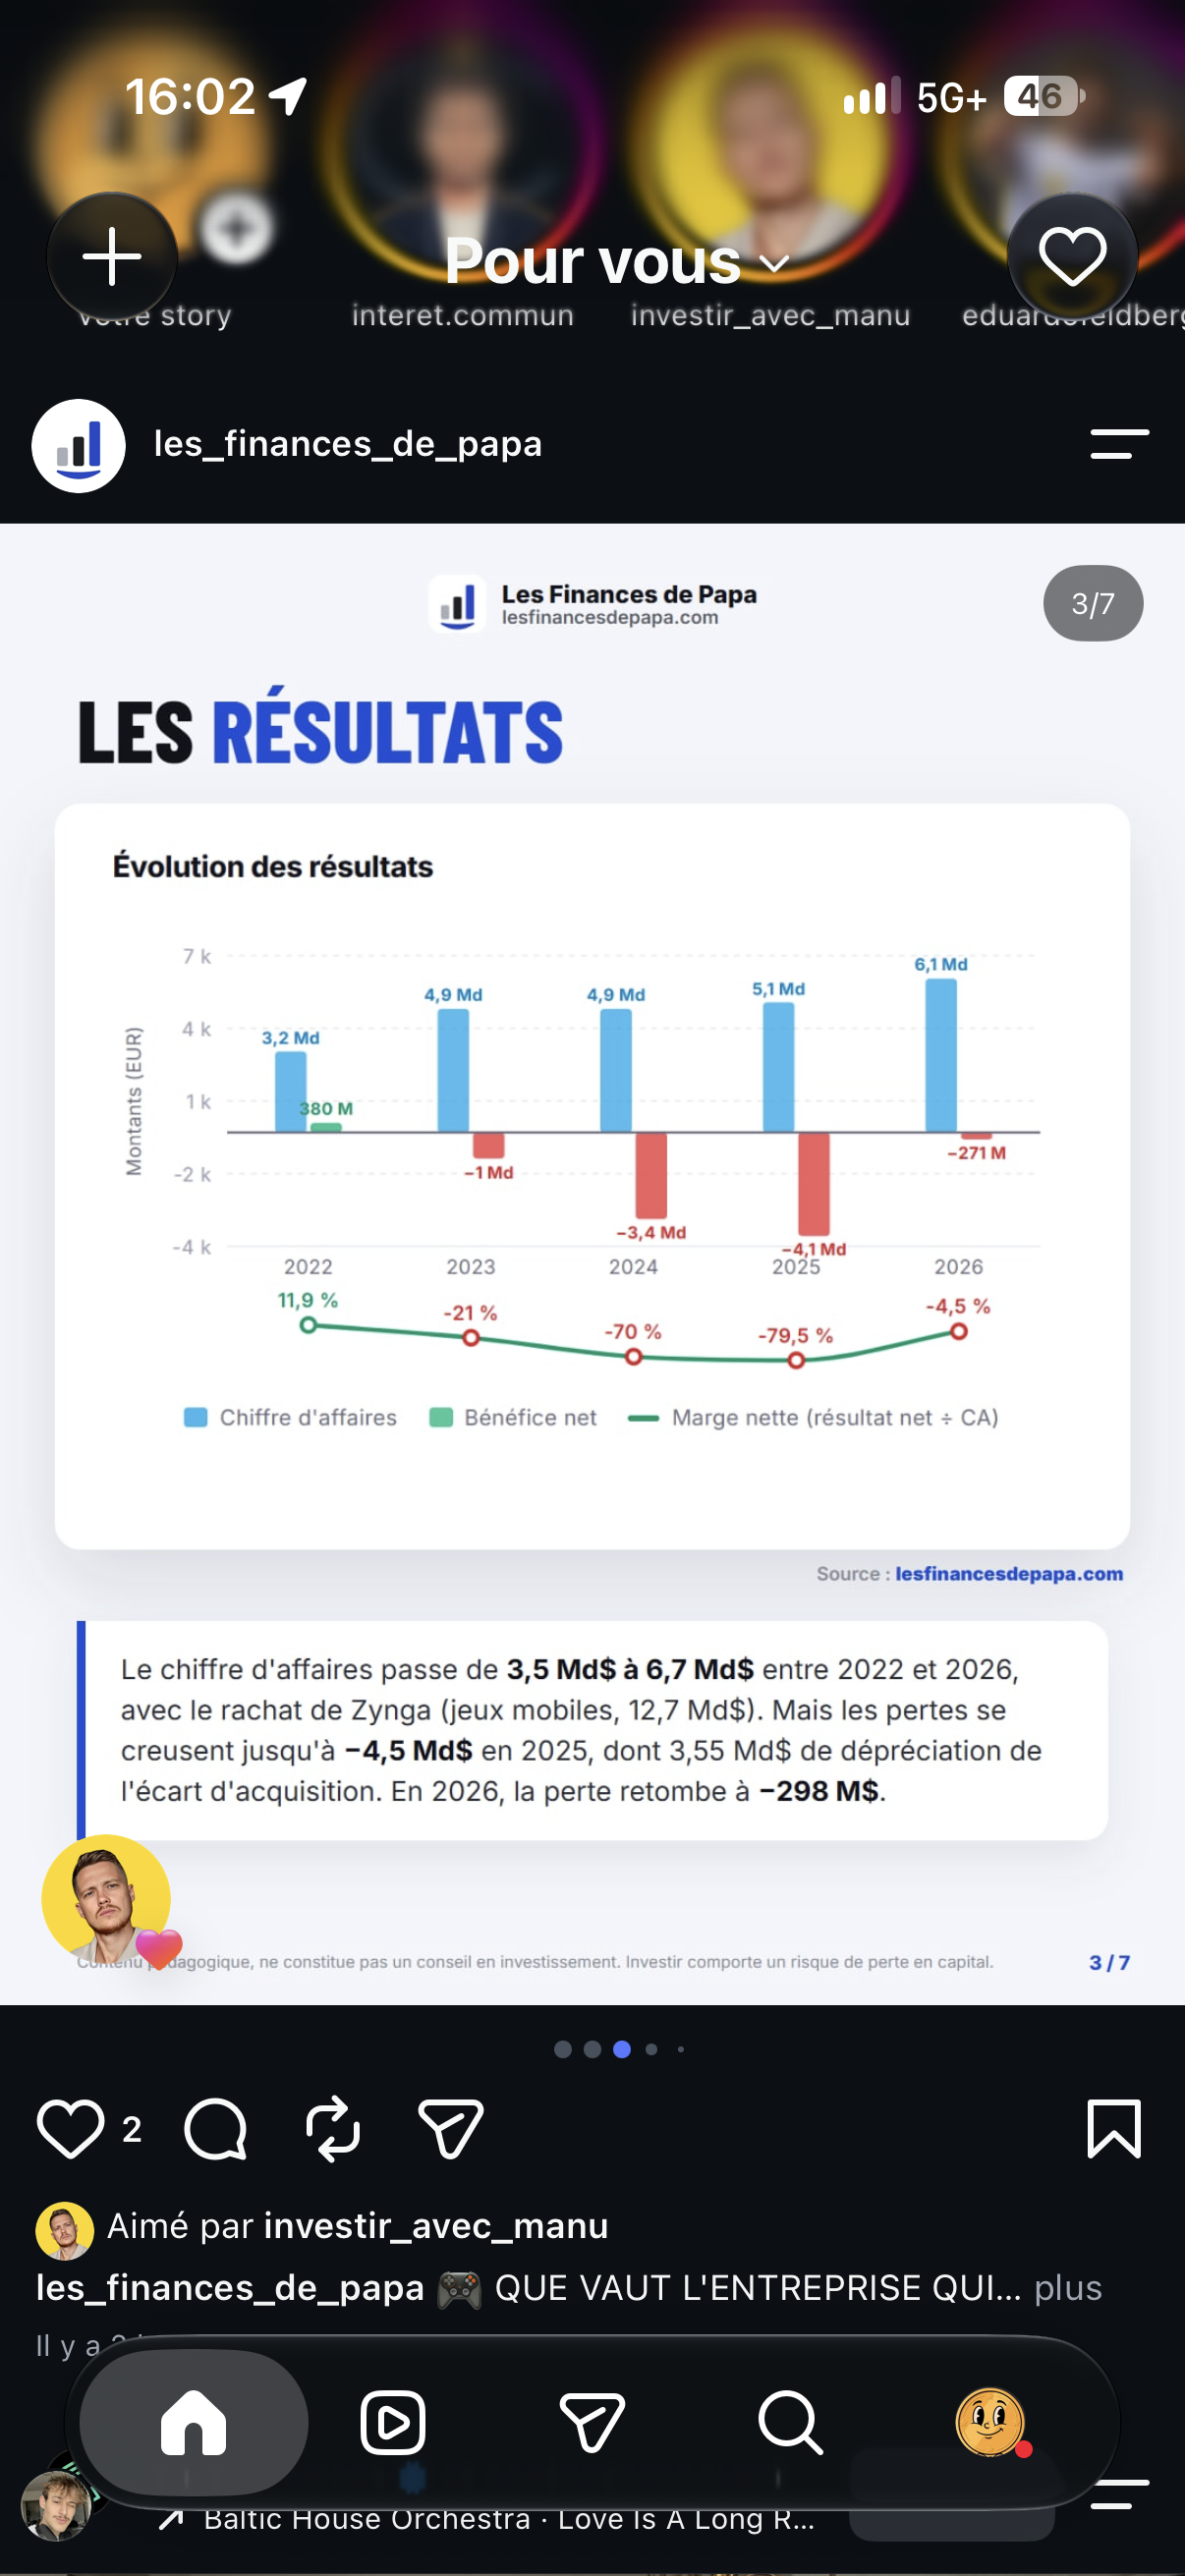 16:02
5G+
46
Pour vous
Votre story
interet.commun
investir_avec_manu
les_finances_de_papa
Les Finances de Papa
lesfinancesdepapa.com
3/7
LES RÉSULTATS
Évolution des résultats
Montants (EUR)
7 k
4 k
1 k
-2 k
-4 k
3,2 Md
380 M
4,9 Md
−1 Md
4,9 Md
−3,4 Md
5,1 Md
−4,1 Md
6,1 Md
−271 M
2022
2023
2024
2025
2026
11,9 %
-21 %
-70 %
-79,5 %
-4,5 %
Chiffre d'affaires
Bénéfice net
Marge nette (résultat net ÷ CA)
Source : lesfinancesdepapa.com
Le chiffre d'affaires passe de 3,5 Md$ à 6,7 Md$ entre 2022 et 2026,
avec le rachat de Zynga (jeux mobiles, 12,7 Md$). Mais les pertes se
creusent jusqu'à −4,5 Md$ en 2025, dont 3,55 Md$ de dépréciation de
l'écart d'acquisition. En 2026, la perte retombe à −298 M$.
Contenu pédagogique, ne constitue pas un conseil en investissement. Investir comporte un risque de perte en capital.
3 / 7
2
Aimé par investir_avec_manu
les_finances_de_papa 🎮 QUE VAUT L'ENTREPRISE QUI... plus
Il y a
Baltic House Orchestra · Love Is A Long R...